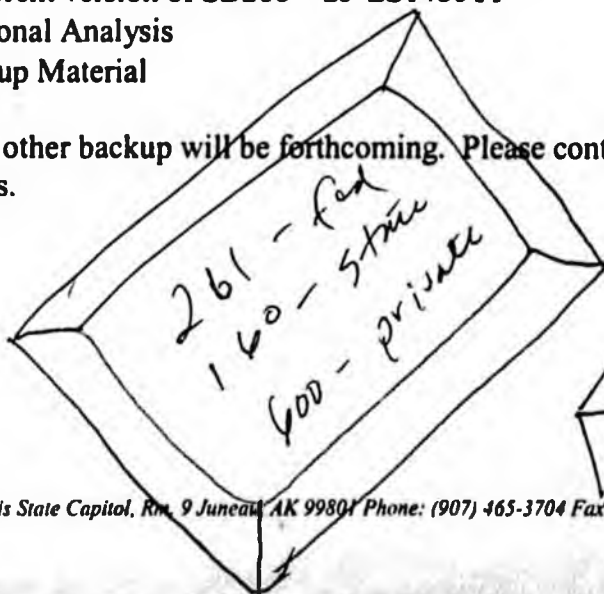 onal Analysis
up Material
other backup will be forthcoming. Please cont
s.
261 - fed
160 - state
600 - private
is State Capitol, Rm. 9 Juneau AK 99801 Phone: (907) 465-3704 Fax